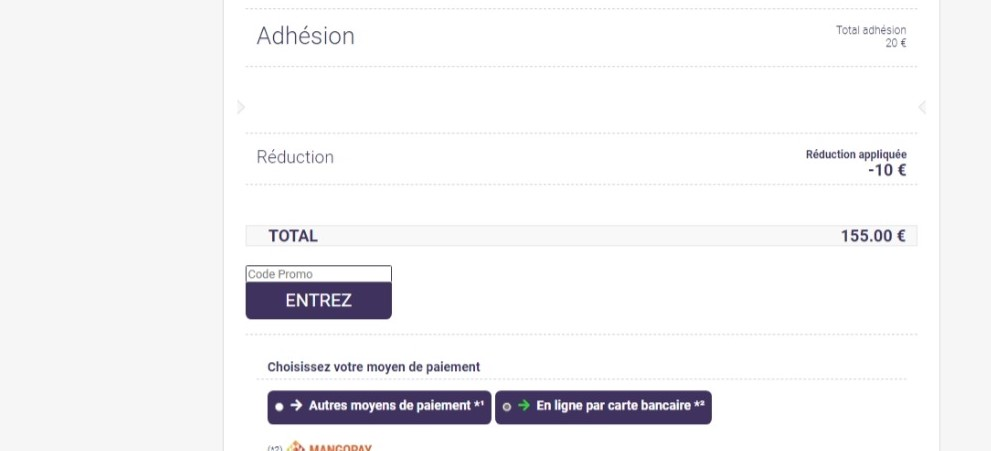 Adhésion
Total adhésion
20 €
Réduction
Réduction appliquée
-10 €
TOTAL 155.00 €
Code Promo
ENTREZ
Choisissez votre moyen de paiement
→ Autres moyens de paiement *¹ → En ligne par carte bancaire *²
(*2) MANGOPAY